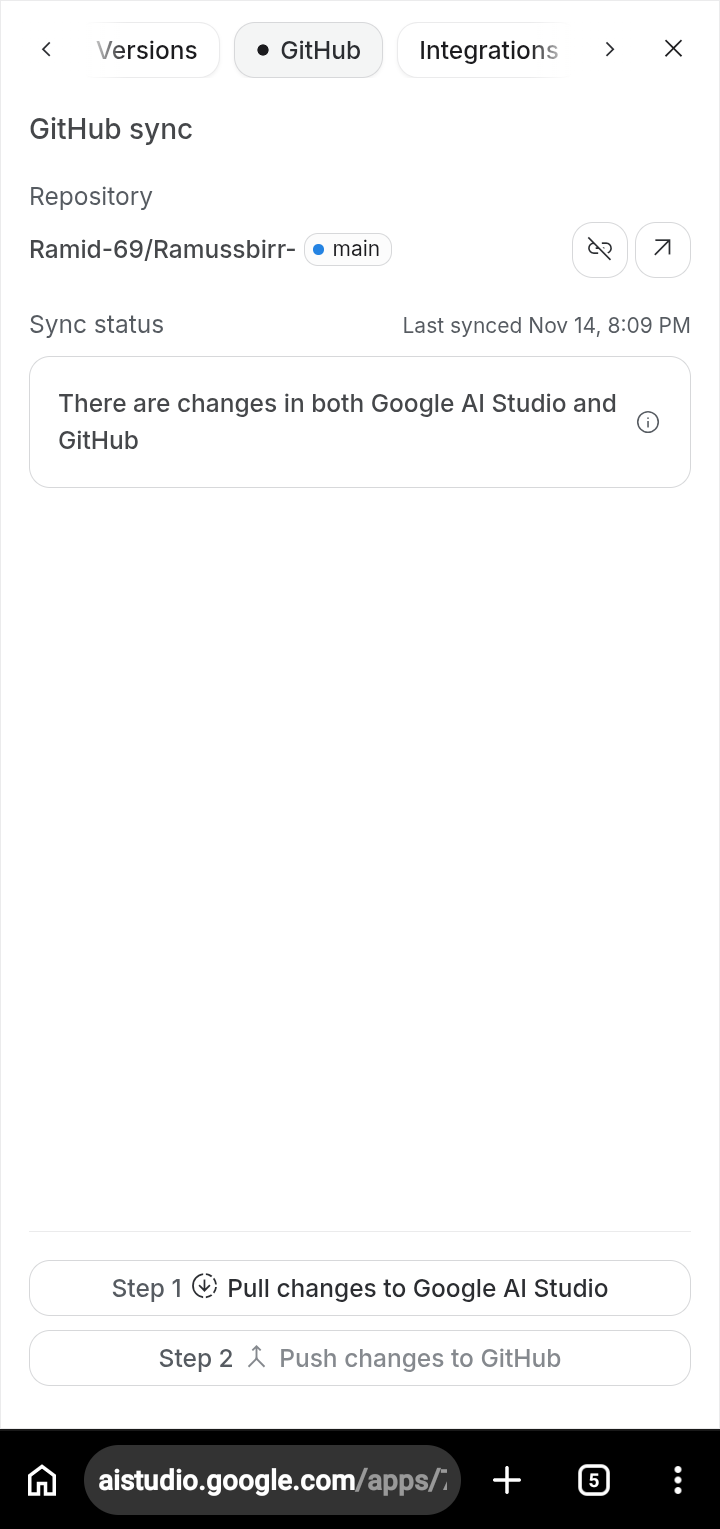 Versions
GitHub
Integrations
GitHub sync
Repository
Ramid-69/Ramussbirr- main
Sync status
Last synced Nov 14, 8:09 PM
There are changes in both Google AI Studio and
GitHub
Step 1 Pull changes to Google AI Studio
Step 2 Push changes to GitHub
aistudio.google.com/apps/
5